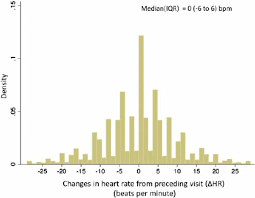 Median(IQR) = 0 (-6 to 6) bpm
.15
.1
.05
0
Density
-25 -20 -15 -10 -5 0 5 10 15 20 25
Changes in heart rate from preceding visit (ΔHR)
(beats per minute)